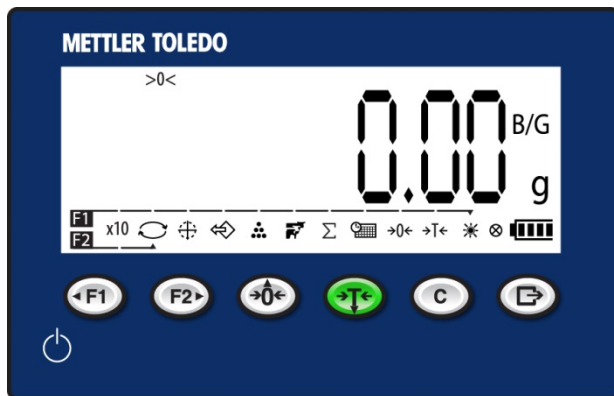 METTLER TOLEDO
>0<
0.00 B/G
g
F1
F2
x10 Σ →0← →T←
F1 F2 →0← →T← C